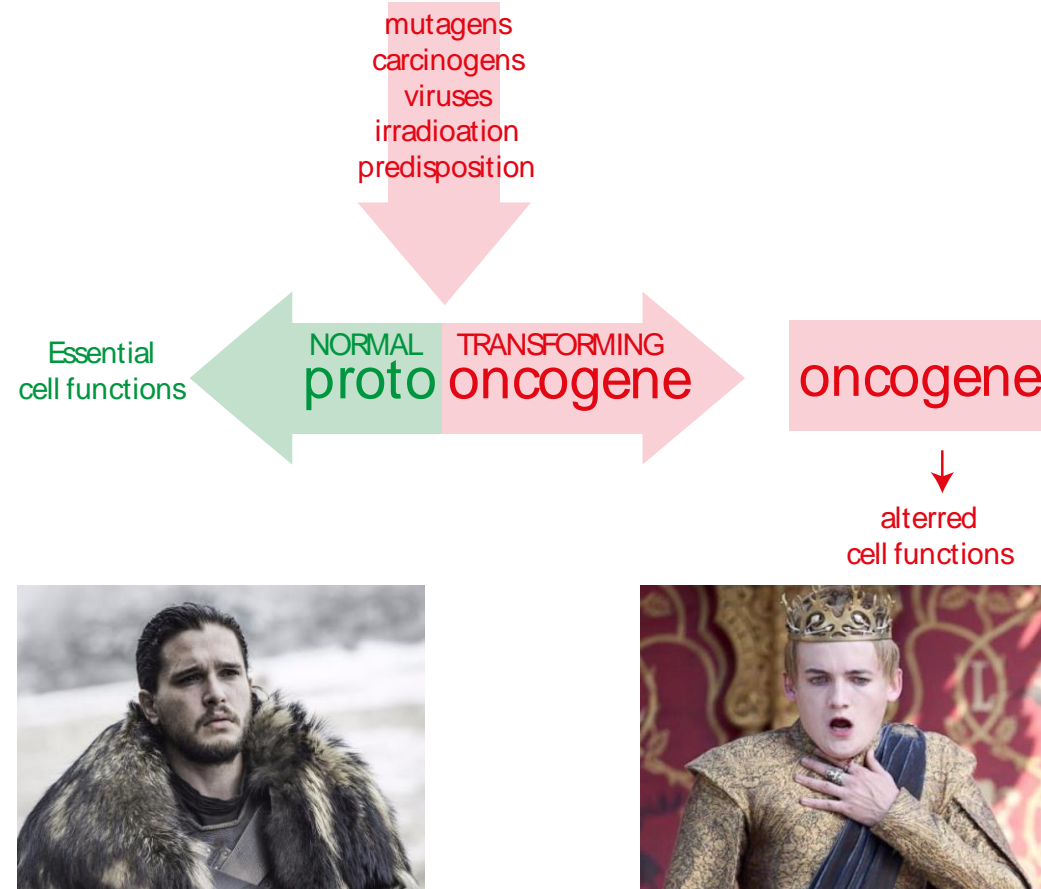 mutagens
carcinogens
viruses
irradioation
predisposition
Essential
cell functions
NORMAL
proto
TRANSFORMING
oncogene
oncogene
alterred
cell functions
L